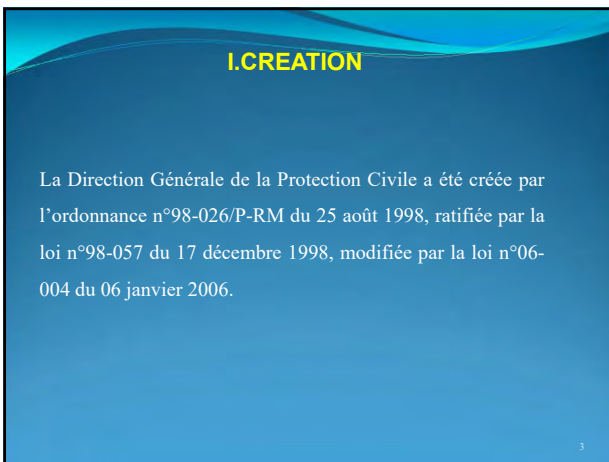 I.CREATION
La Direction Générale de la Protection Civile a été créée par
l’ordonnance n°98-026/P-RM du 25 août 1998, ratifiée par la
loi n°98-057 du 17 décembre 1998, modifiée par la loi n°06-
004 du 06 janvier 2006.
3